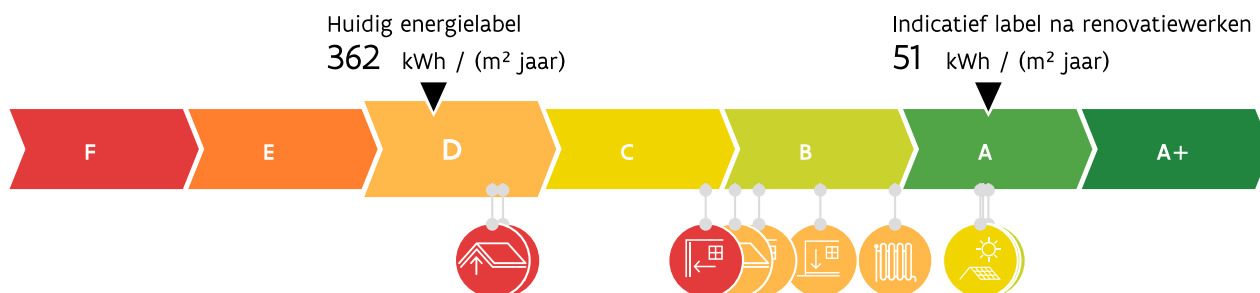 Huidig energielabel
362 kWh / (m² jaar)
Indicatief label na renovatiewerken
51 kWh / (m² jaar)
F E D C B A A+